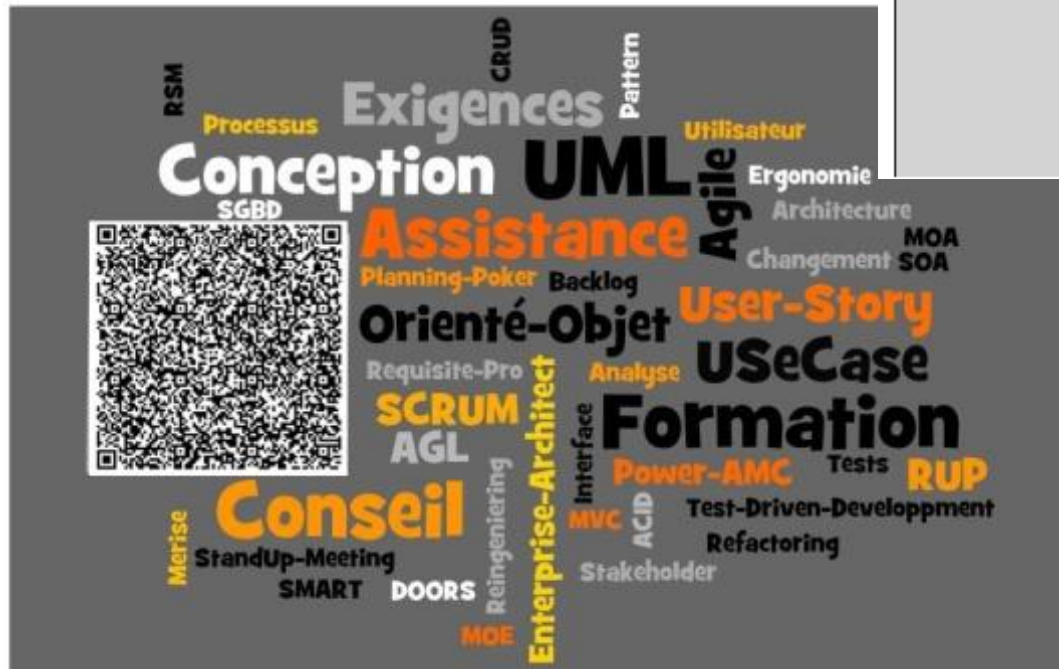 CRUD
RSM
Pattern
Exigences
Processus
Utilisateur
Conception
UML
Agile
Ergonomie
SGBD
Architecture
Assistance
MOA
Changement
SOA
Planning-Poker
Backlog
User-Story
Orienté-Objet
Requisite-Pro
Analyse
USeCase
SCRUM
Enterprise-Architect
Interface
Formation
AGL
Power-AMC
Tests
RUP
Conseil
Reingeniering
MVC
ACID
Test-Driven-Developpment
Merise
StandUp-Meeting
Refactoring
SMART
DOORS
Stakeholder
MOE